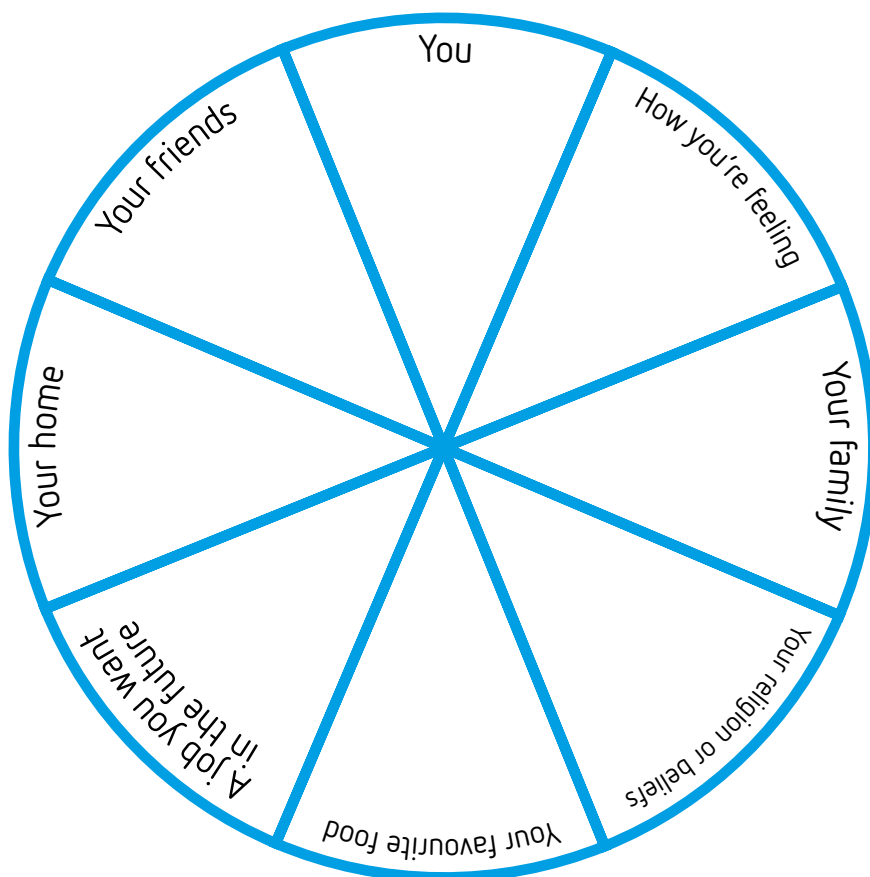 You
How you're feeling
Your family
Your religion or beliefs
Your favourite food
A job you want
in the future
Your home
Your friends